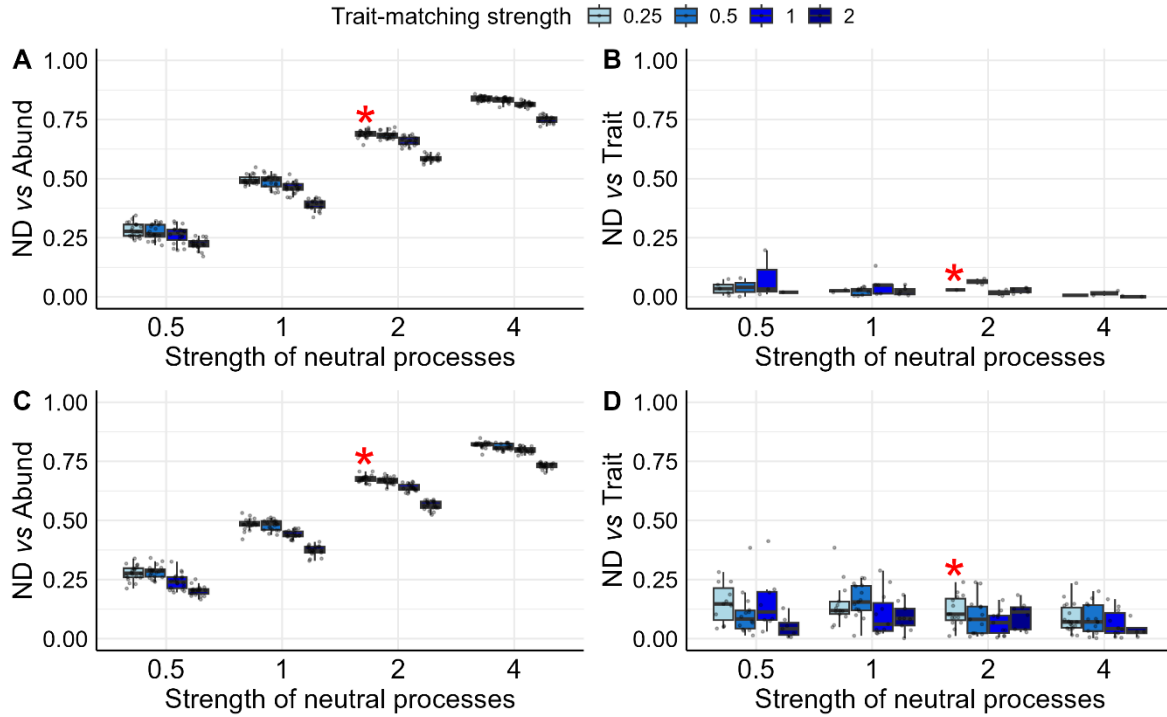 Trait-matching strength 0.25 0.5 1 2
A
ND vs Abund
1.00
0.75
0.50
0.25
0.00
*
0.5 1 2 4
Strength of neutral processes
B
ND vs Trait
1.00
0.75
0.50
0.25
0.00
*
0.5 1 2 4
Strength of neutral processes
C
ND vs Abund
1.00
0.75
0.50
0.25
0.00
*
0.5 1 2 4
Strength of neutral processes
D
ND vs Trait
1.00
0.75
0.50
0.25
0.00
*
0.5 1 2 4
Strength of neutral processes